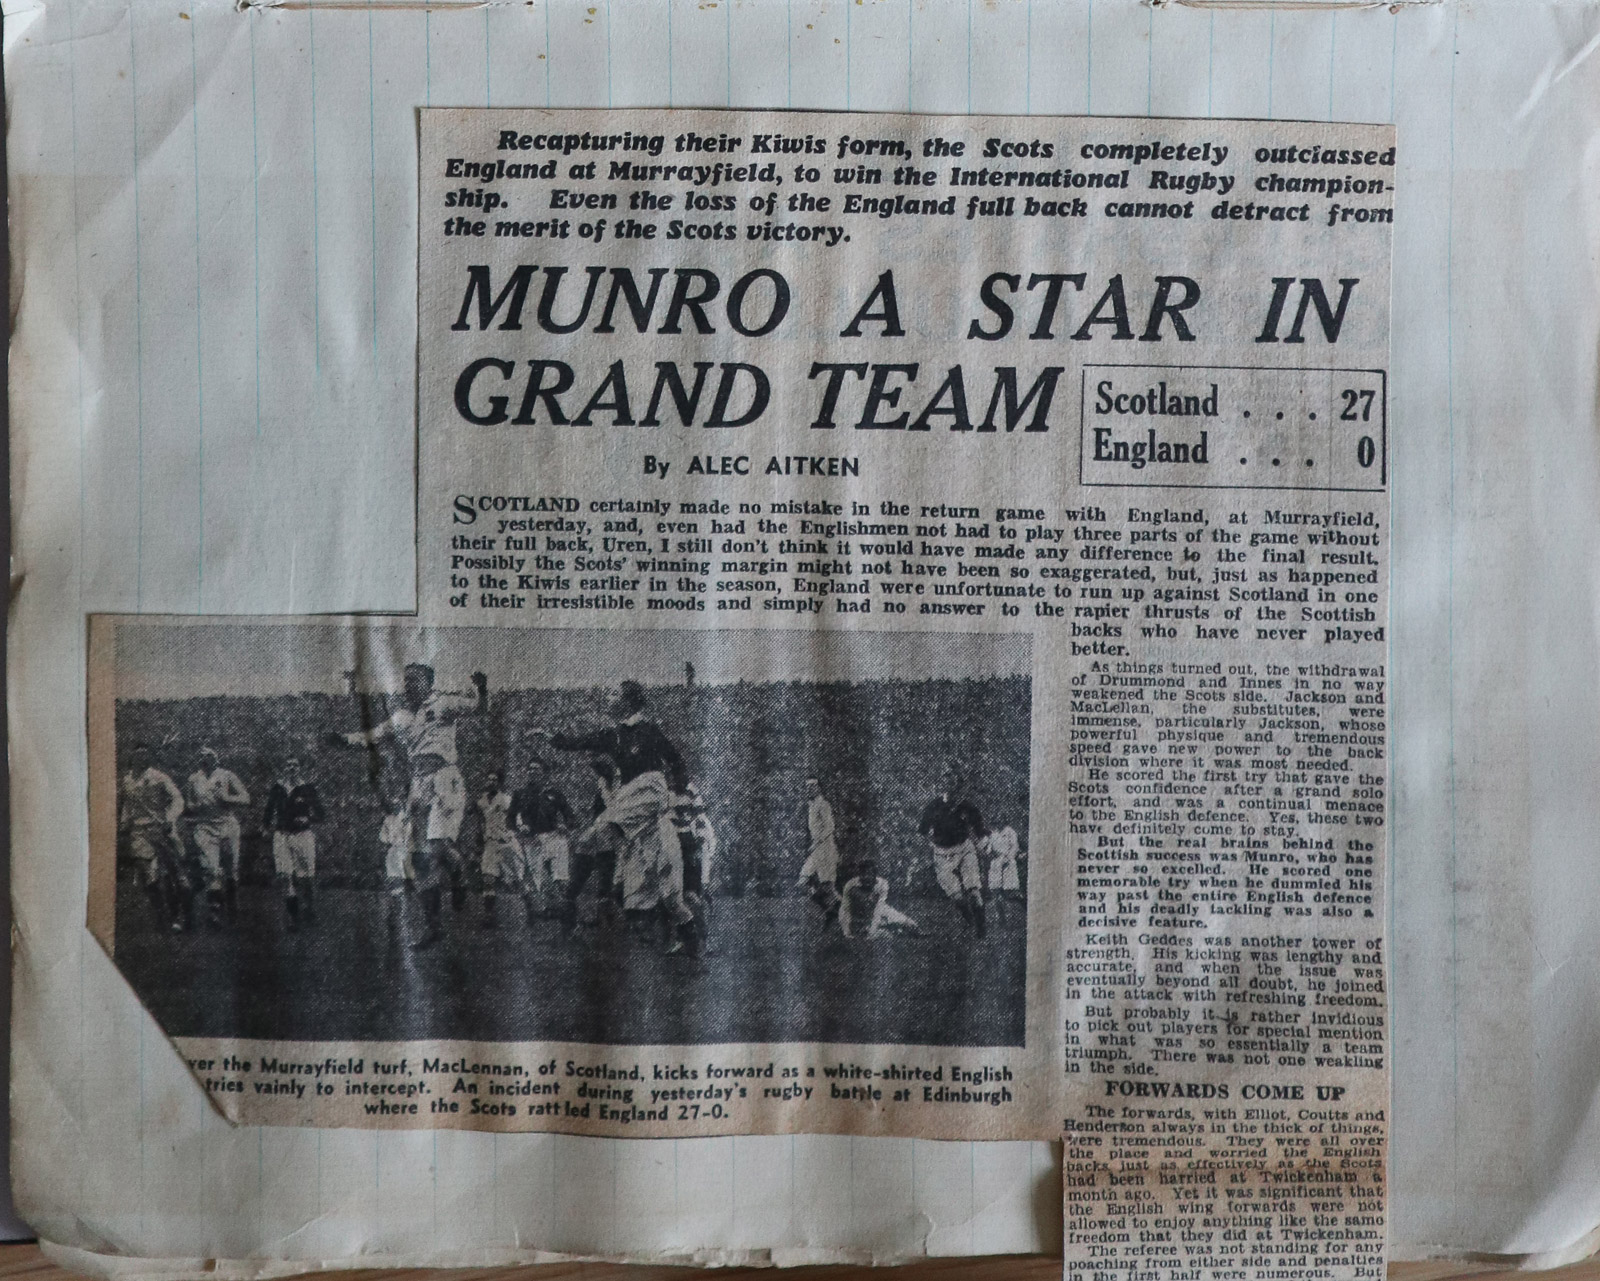 Recapturing their Kiwis form, the Scots completely outclassed
England at Murrayfield, to win the International Rugby champion-
ship. Even the loss of the England full back cannot detract from
the merit of the Scots victory.
MUNRO A STAR IN
GRAND TEAM
Scotland . . . 27
England . . . 0
By ALEC AITKEN
SCOTLAND certainly made no mistake in the return game with England, at Murrayfield,
yesterday, and, even had the Englishmen not had to play three parts of the game without
their full back, Uren, I still don't think it would have made any difference to the final result.
Possibly the Scots' winning margin might not have been so exaggerated, but, just as happened
to the Kiwis earlier in the season, England were unfortunate to run up against Scotland in one
of their irresistible moods and simply had no answer to the rapier thrusts of the Scottish
backs who have never played
better.
As things turned out, the withdrawal
of Drummond and Innes in no way
weakened the Scots side. Jackson and
MacLellan, the substitutes, were
immense, particularly Jackson, whose
powerful physique and tremendous
speed gave new power to the back
division where it was most needed.
He scored the first try that gave the
Scots confidence after a grand solo
effort, and was a continual menace
to the English defence. Yes, these two
have definitely come to stay.
But the real brains behind the
Scottish success was Munro, who has
never so excelled. He scored one
memorable try when he dummied his
way past the entire English defence
and his deadly tackling was also a
decisive feature.
Keith Geddes was another tower of
strength. His kicking was lengthy and
accurate, and when the issue was
eventually beyond all doubt, he joined
in the attack with refreshing freedom.
But probably it is rather invidious
to pick out players for special mention
in what was so essentially a team
triumph. There was not one weakling
in the side.
FORWARDS COME UP
The forwards, with Elliot, Coutts and
Henderson always in the thick of things,
were tremendous. They were all over
the place and worried the English
backs just as effectively as the Scots
had been harried at Twickenham a
month ago. Yet it was significant that
the English wing forwards were not
allowed to enjoy anything like the same
freedom that they did at Twickenham.
The referee was not standing for any
poaching from either side and penalties
in the first half were numerous. But
ver the Murrayfield turf, MacLennan, of Scotland, kicks forward as a white-shirted English
tries vainly to intercept. An incident during yesterday's rugby battle at Edinburgh
where the Scots rattled England 27-0.